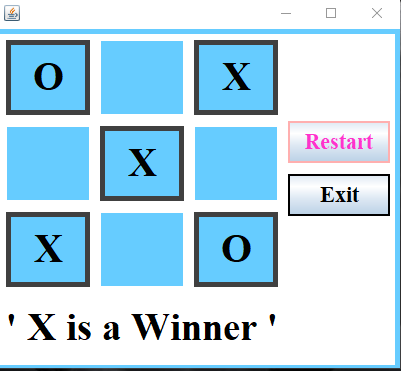 O X
X
X O
Restart
Exit
' X is a Winner '